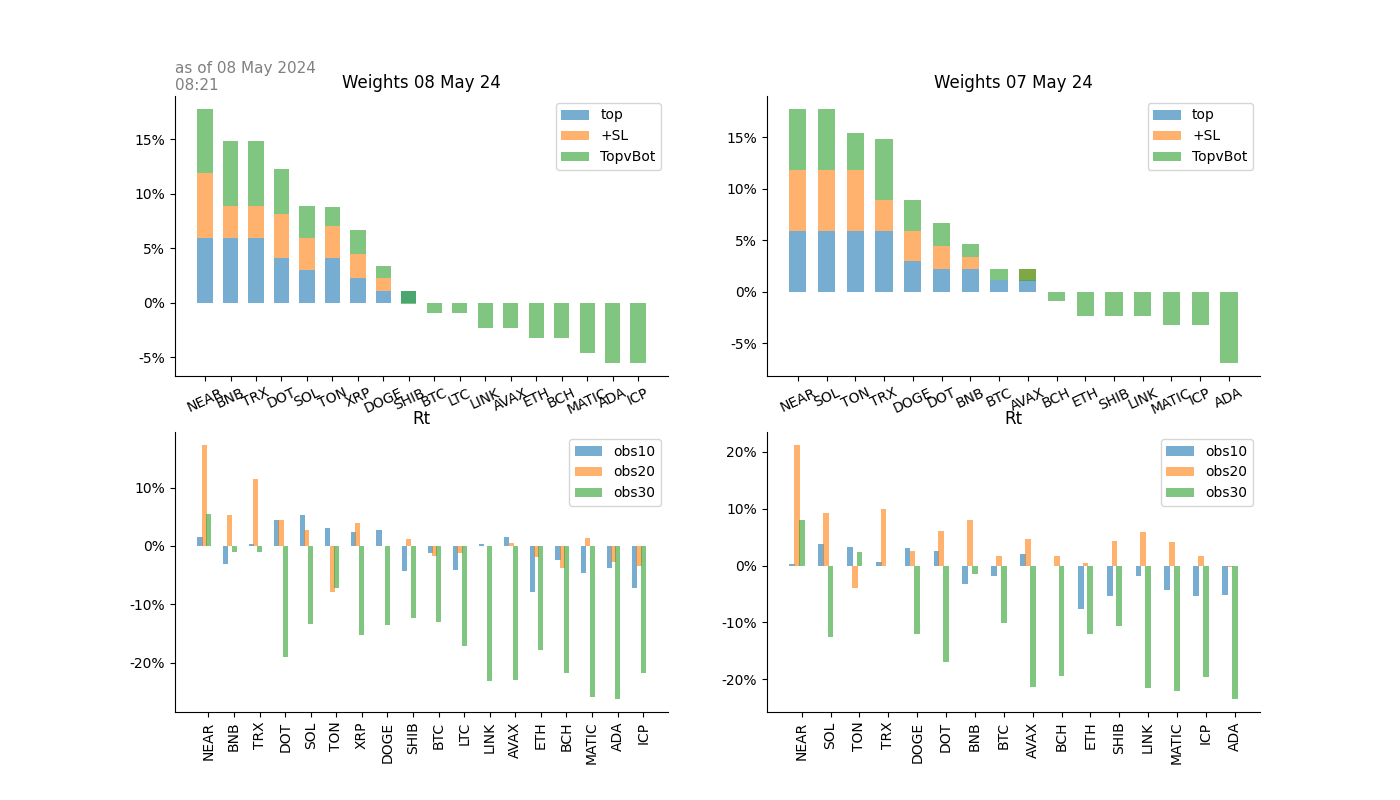 as of 08 May 2024
08:21
Weights 08 May 24
15%
10%
5%
0%
-5%
top
+SL
TopvBot
NEAR BNB TRX DOT SOL TON XRP DOGE SHIB BTC LTC LINK AVAX ETH BCH MATIC ADA ICP
Weights 07 May 24
15%
10%
5%
0%
-5%
top
+SL
TopvBot
NEAR SOL TON TRX DOGE DOT BNB BTC AVAX BCH ETH SHIB LINK MATIC ICP ADA
Rt
10%
0%
-10%
-20%
obs10
obs20
obs30
NEAR BNB TRX DOT SOL TON XRP DOGE SHIB BTC LTC LINK AVAX ETH BCH MATIC ADA ICP
Rt
20%
10%
0%
-10%
-20%
obs10
obs20
obs30
NEAR SOL TON TRX DOGE DOT BNB BTC AVAX BCH ETH SHIB LINK MATIC ICP ADA